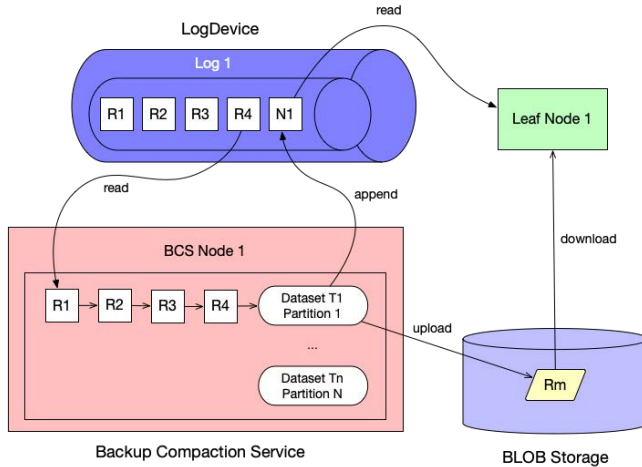 read
LogDevice
Log 1
R1 R2 R3 R4 N1
Leaf Node 1
read
append
BCS Node 1
download
R1 R2 R3 R4
Dataset T1
Partition 1
upload
...
Dataset Tn
Partition N
Rm
Backup Compaction Service
BLOB Storage